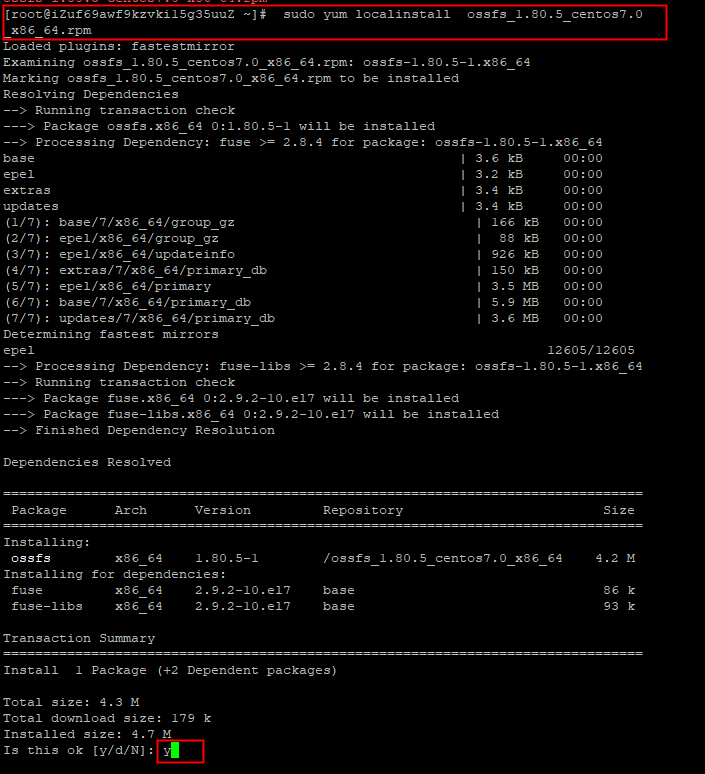 [root@iZuf69awf9kzvki15g35uuZ ~]#  sudo yum localinstall  ossfs_1.80.5_centos7.0
_x86_64.rpm
Loaded plugins: fastestmirror
Examining ossfs_1.80.5_centos7.0_x86_64.rpm: ossfs-1.80.5-1.x86_64
Marking ossfs_1.80.5_centos7.0_x86_64.rpm to be installed
Resolving Dependencies
--> Running transaction check
---> Package ossfs.x86_64 0:1.80.5-1 will be installed
--> Processing Dependency: fuse >= 2.8.4 for package: ossfs-1.80.5-1.x86_64
base | 3.6 kB 00:00
epel | 3.2 kB 00:00
extras | 3.4 kB 00:00
updates | 3.4 kB 00:00
(1/7): base/7/x86_64/group_gz | 166 kB 00:00
(2/7): epel/x86_64/group_gz | 88 kB 00:00
(3/7): epel/x86_64/updateinfo | 926 kB 00:00
(4/7): extras/7/x86_64/primary_db | 150 kB 00:00
(5/7): epel/x86_64/primary | 3.5 MB 00:00
(6/7): base/7/x86_64/primary_db | 5.9 MB 00:00
(7/7): updates/7/x86_64/primary_db | 3.6 MB 00:00
Determining fastest mirrors
epel 12605/12605
--> Processing Dependency: fuse-libs >= 2.8.4 for package: ossfs-1.80.5-1.x86_64
--> Running transaction check
---> Package fuse.x86_64 0:2.9.2-10.el7 will be installed
---> Package fuse-libs.x86_64 0:2.9.2-10.el7 will be installed
--> Finished Dependency Resolution
Dependencies Resolved
================================================================================
Package Arch Version Repository Size
================================================================================
Installing:
ossfs x86_64 1.80.5-1 /ossfs_1.80.5_centos7.0_x86_64 4.2 M
Installing for dependencies:
fuse x86_64 2.9.2-10.el7 base 86 k
fuse-libs x86_64 2.9.2-10.el7 base 93 k
Transaction Summary
================================================================================
Install  1 Package (+2 Dependent packages)
Total size: 4.3 M
Total download size: 179 k
Installed size: 4.7 M
Is this ok [y/d/N]: y